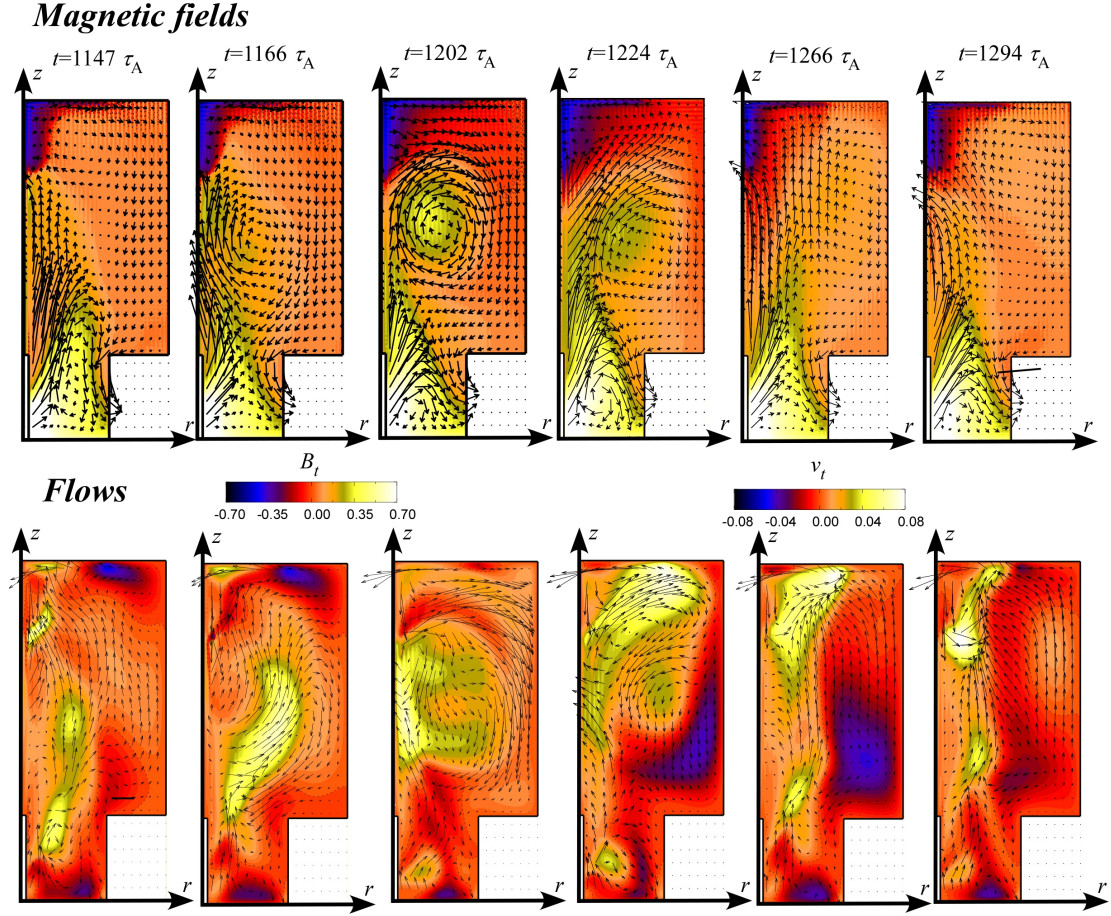 Magnetic fields
t=1147 τA t=1166 τA t=1202 τA t=1224 τA t=1266 τA t=1294 τA
z z z z z z
r r r r r r
Flows
Bt vt
-0.70 -0.35 0.00 0.35 0.70 -0.08 -0.04 0.00 0.04 0.08
z z z z z z
r r r r r r